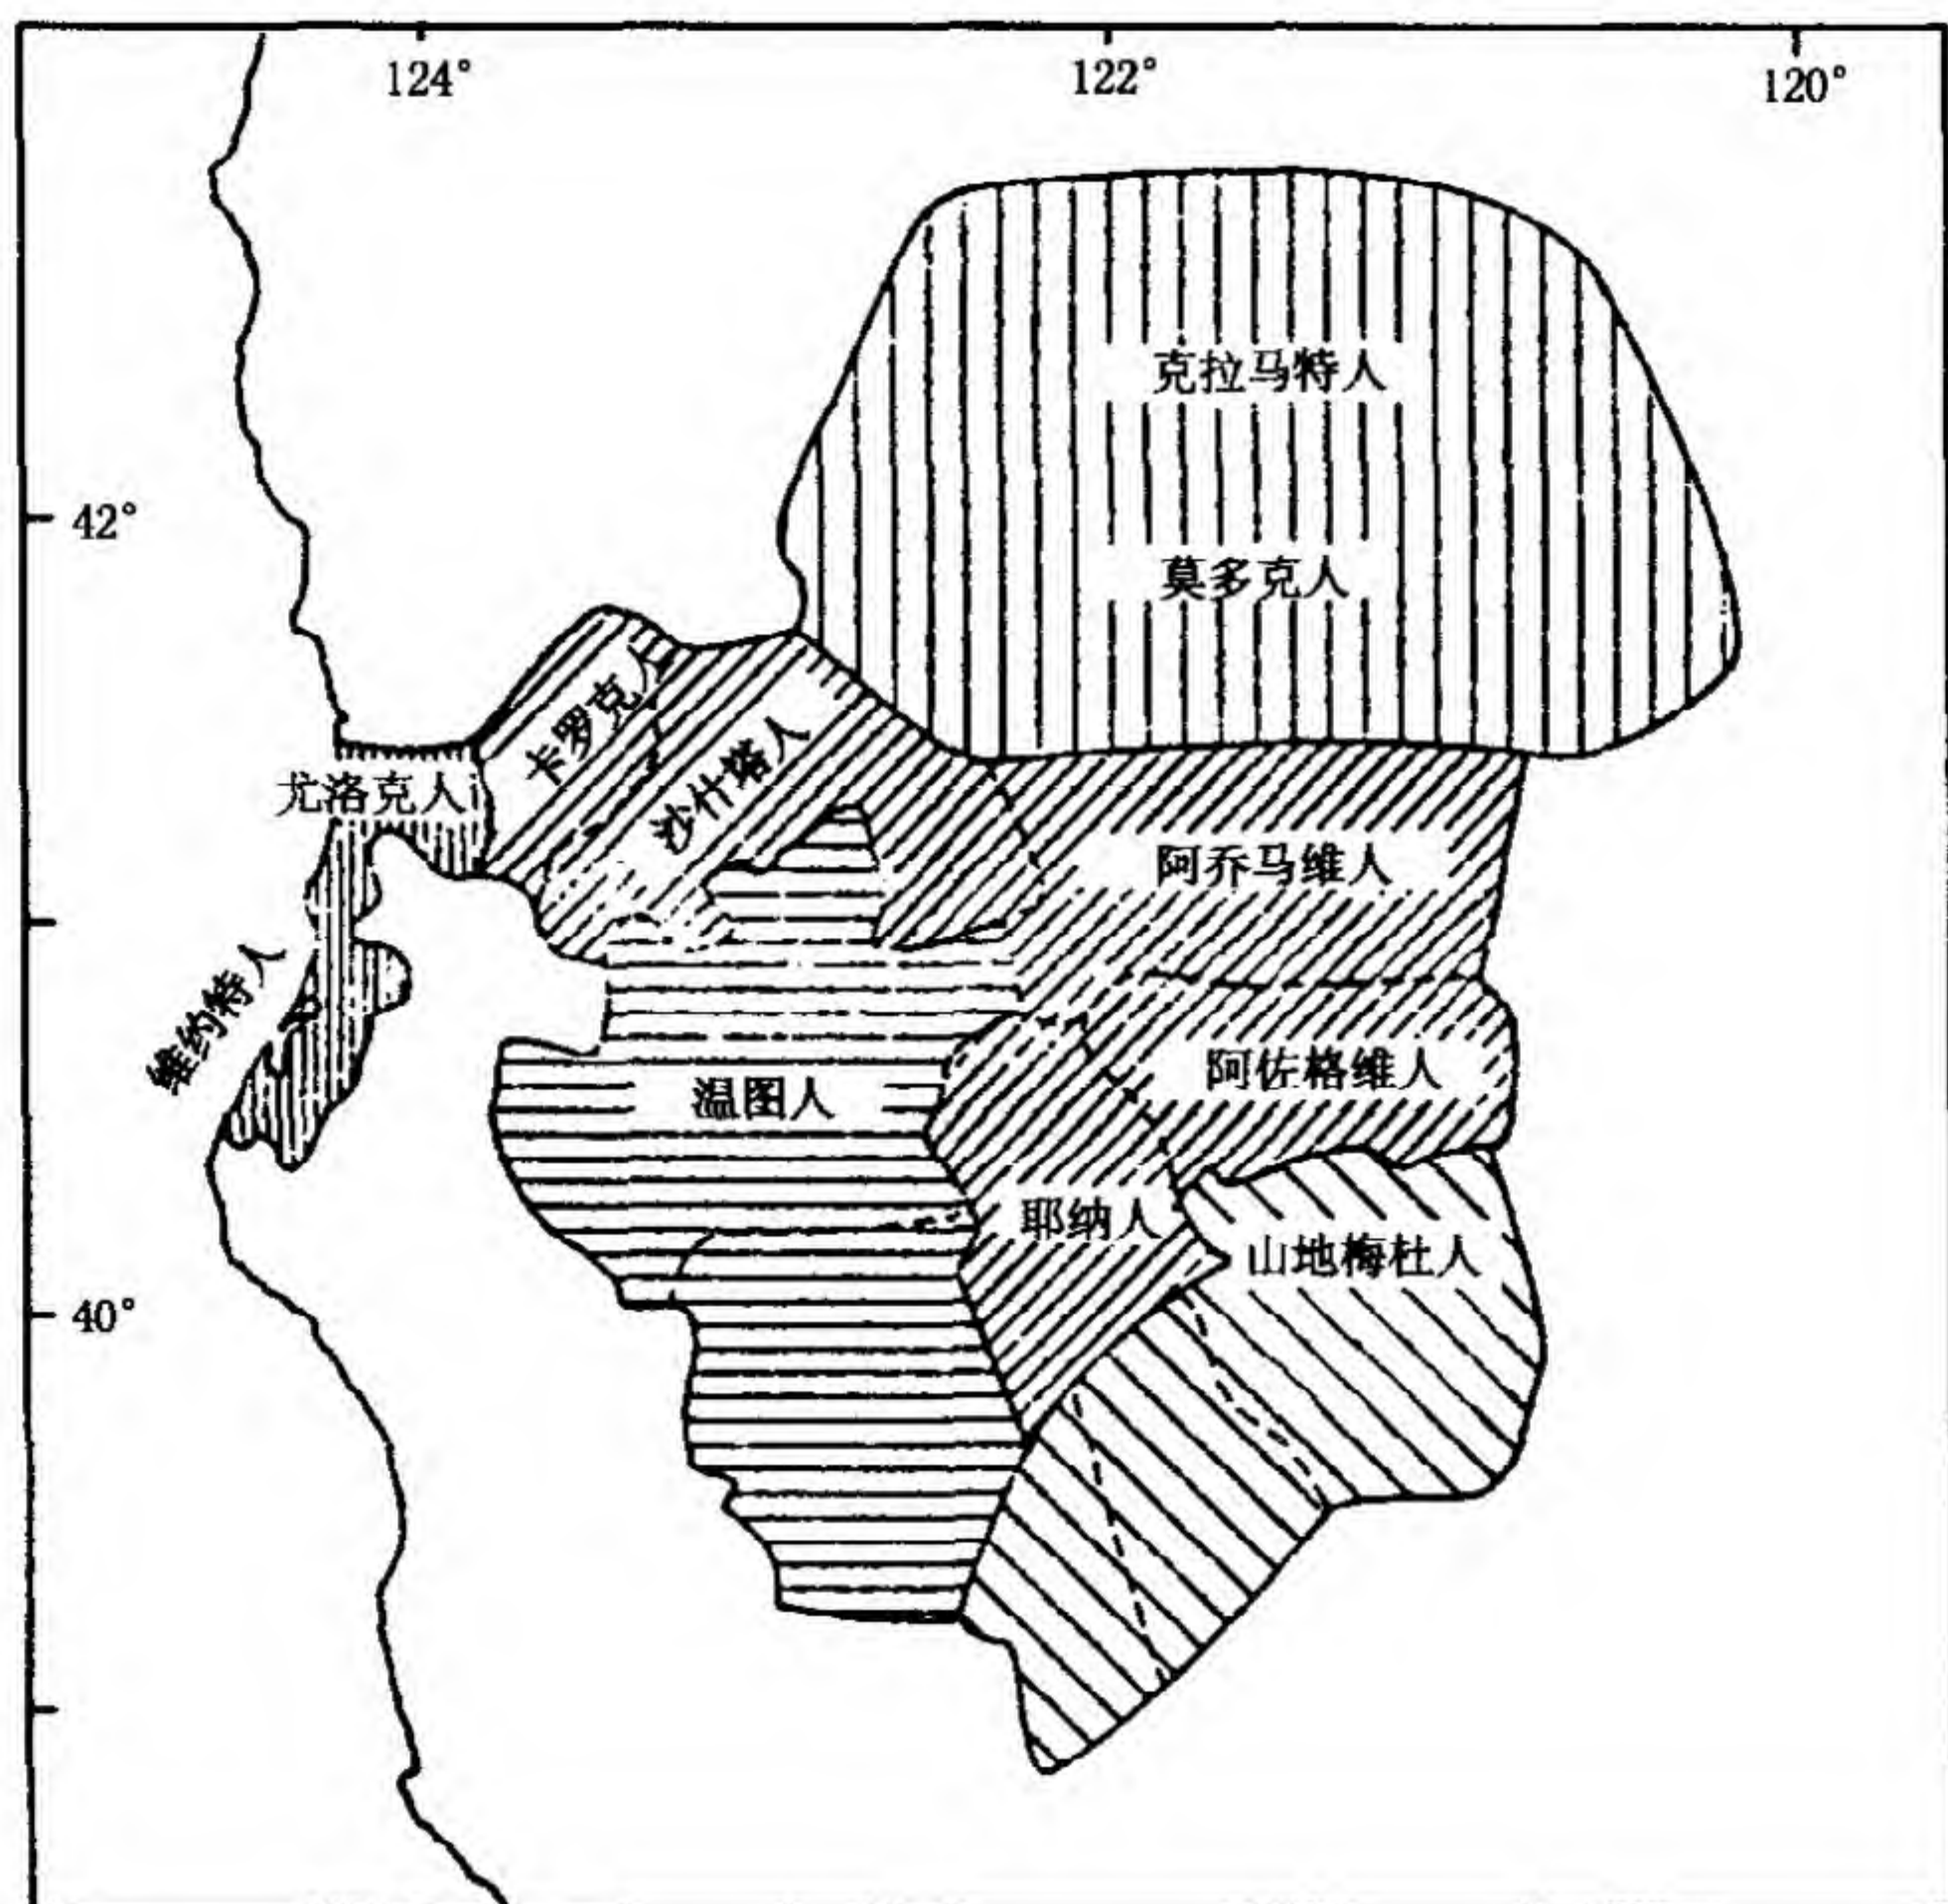 124°
122°
120°
克拉马特人
42°
莫多克人
卡罗克人
沙什塔人
尤洛克人
阿乔马维人
维约特人
阿佐格维人
温图人
耶纳人
山地梅杜人
40°